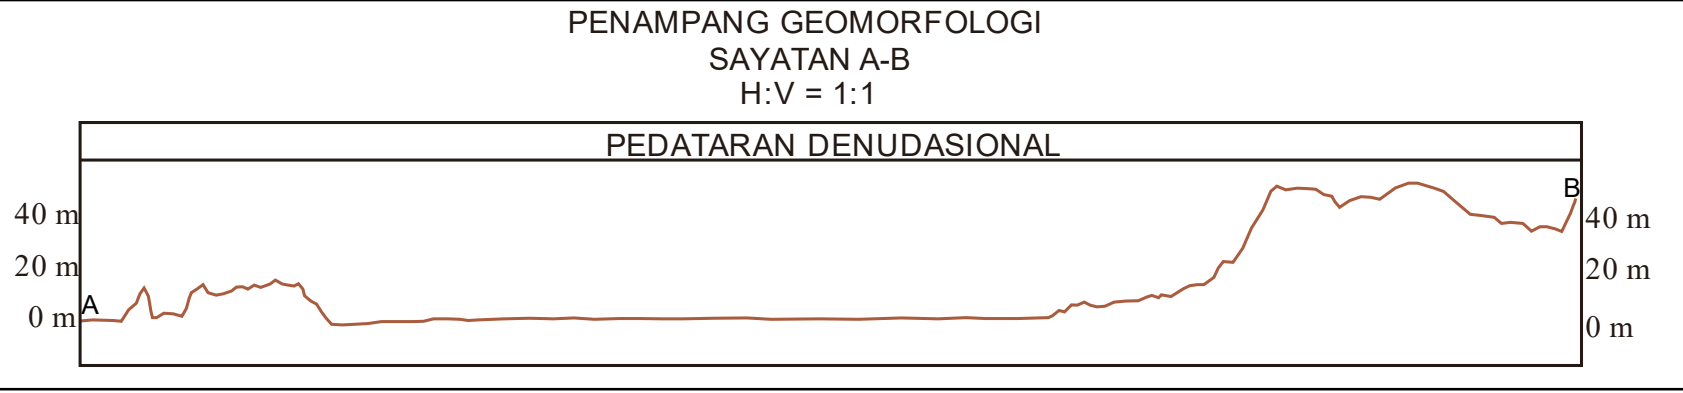 PENAMPANG GEOMORFOLOGI
SAYATAN A-B
H:V = 1:1
PEDATARAN DENUDASIONAL
B
40 m 40 m
20 m 20 m
A
0 m 0 m